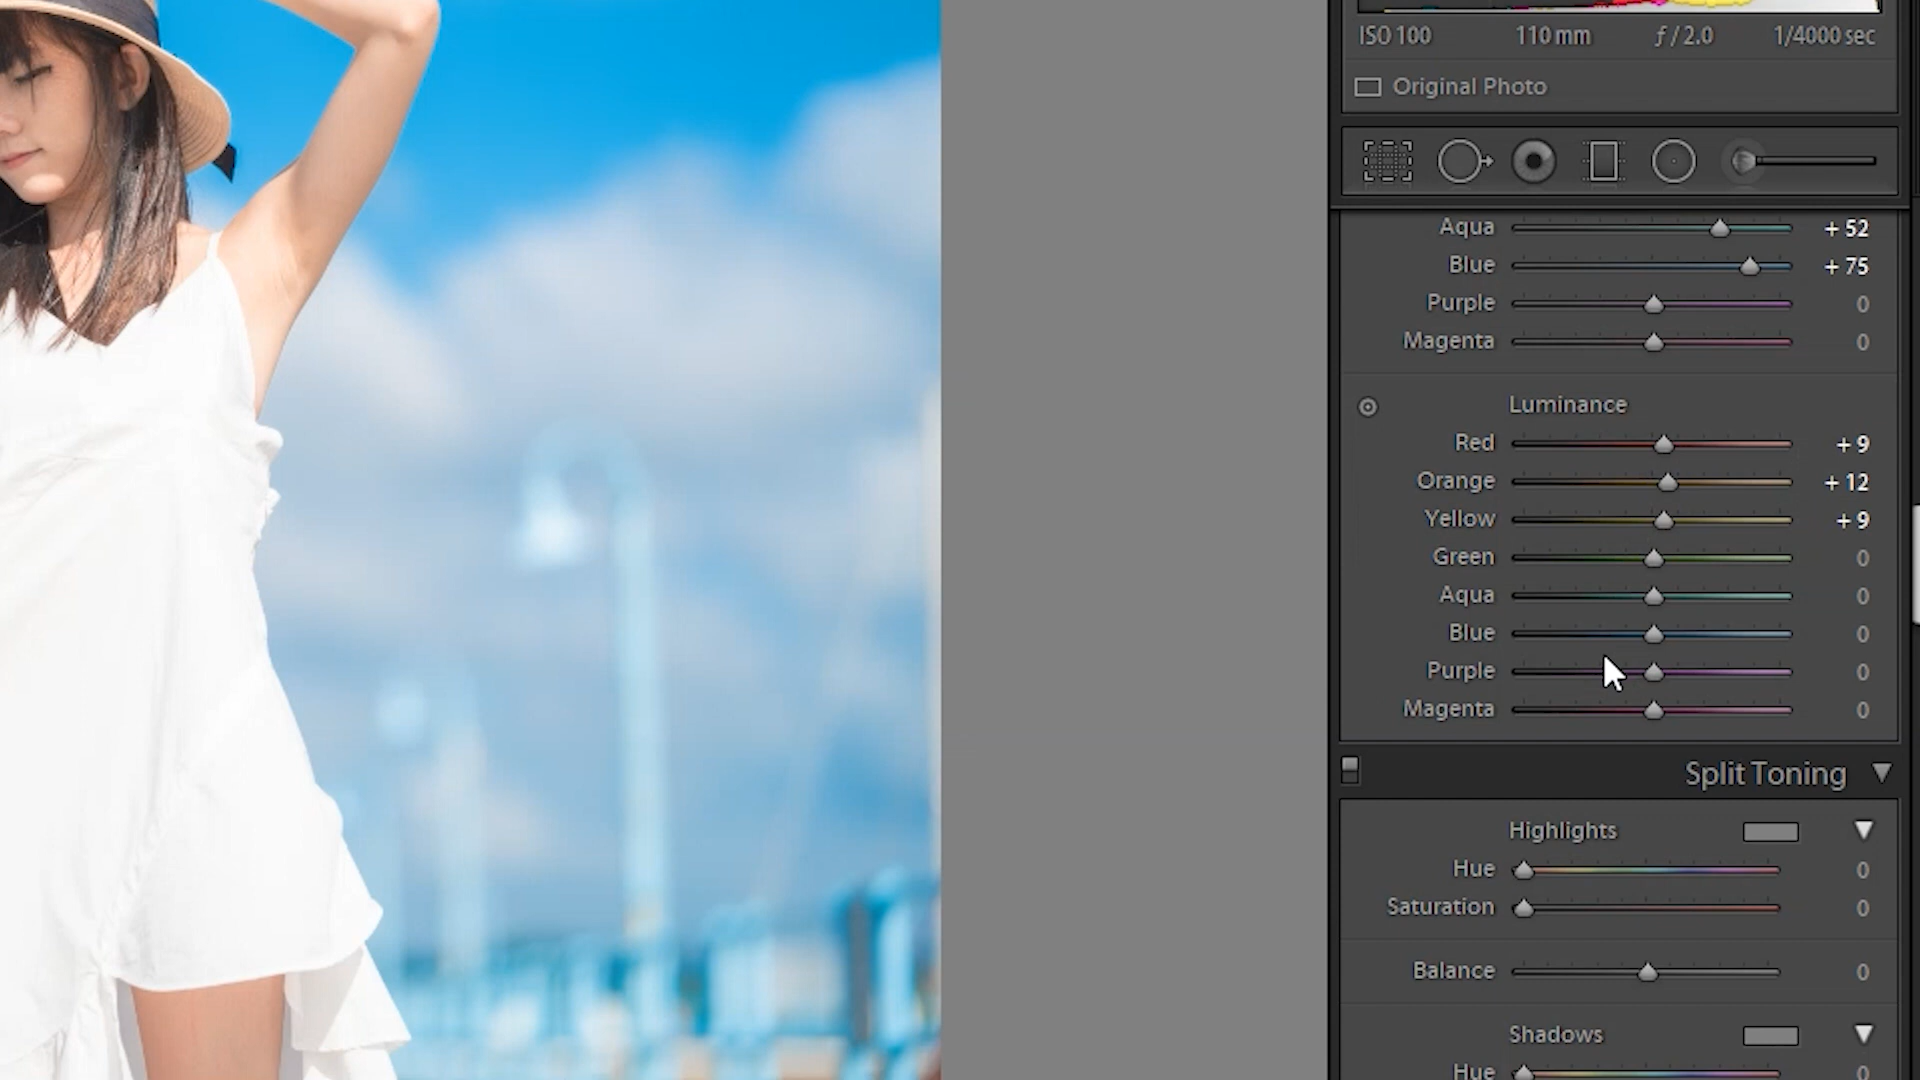 ISO 100 110 mm ƒ / 2.0 1/4000 sec
Original Photo
Aqua + 52
Blue + 75
Purple 0
Magenta 0
Luminance
Red + 9
Orange + 12
Yellow + 9
Green 0
Aqua 0
Blue 0
Purple 0
Magenta 0
Split Toning
Highlights
Hue 0
Saturation 0
Balance 0
Shadows
Hue 0